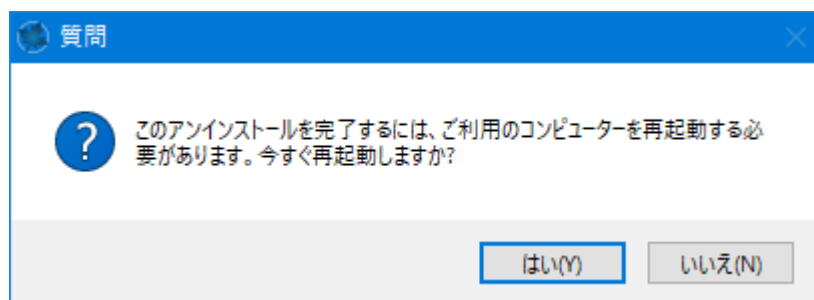 質問
このアンインストールを完了するには、ご利用のコンピューターを再起動する必
要があります。今すぐ再起動しますか?
はい(Y)
いいえ(N)